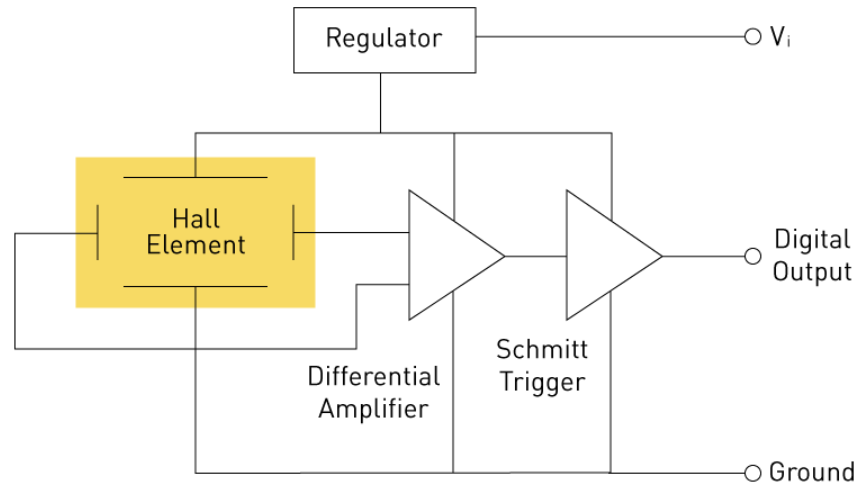 Regulator
Vᵢ
Hall
Element
Digital
Output
Differential
Amplifier
Schmitt
Trigger
Ground